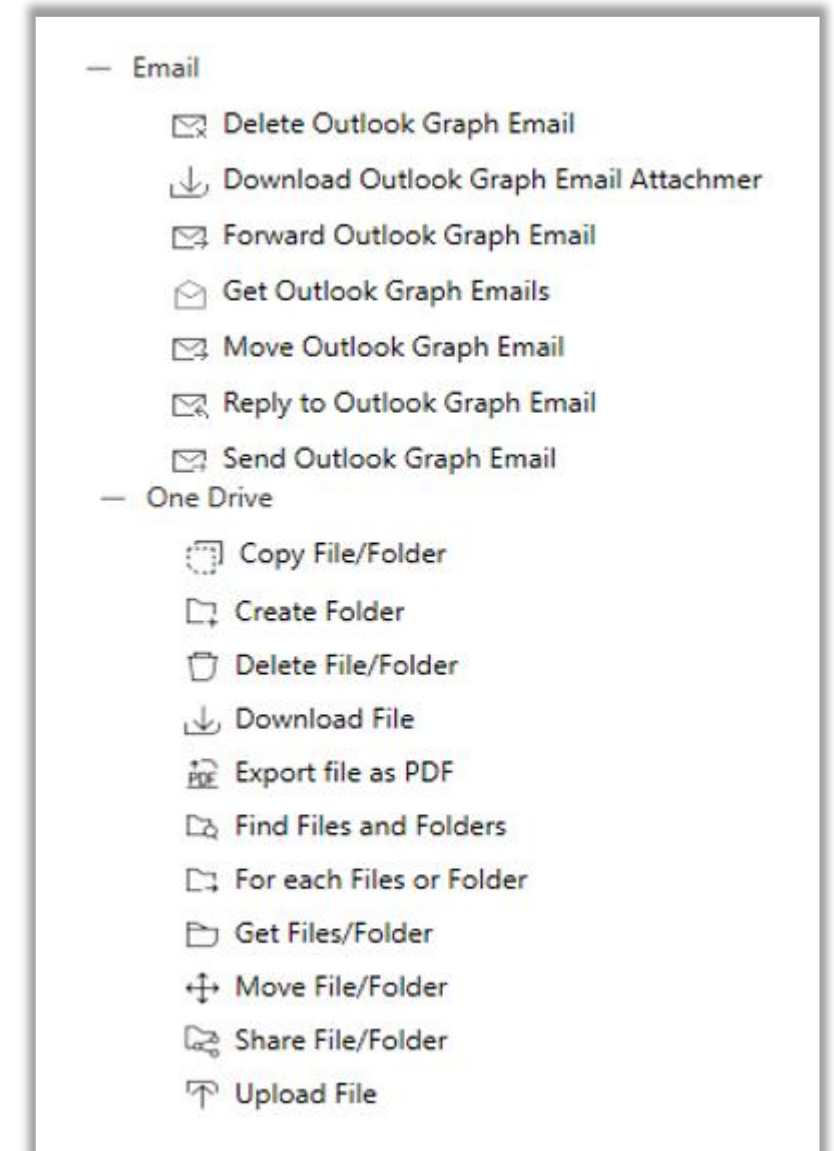 Email
Delete Outlook Graph Email
Download Outlook Graph Email Attachmer
Forward Outlook Graph Email
Get Outlook Graph Emails
Move Outlook Graph Email
Reply to Outlook Graph Email
Send Outlook Graph Email
One Drive
Copy File/Folder
Create Folder
Delete File/Folder
Download File
PDF Export file as PDF
Find Files and Folders
For each Files or Folder
Get Files/Folder
Move File/Folder
Share File/Folder
Upload File